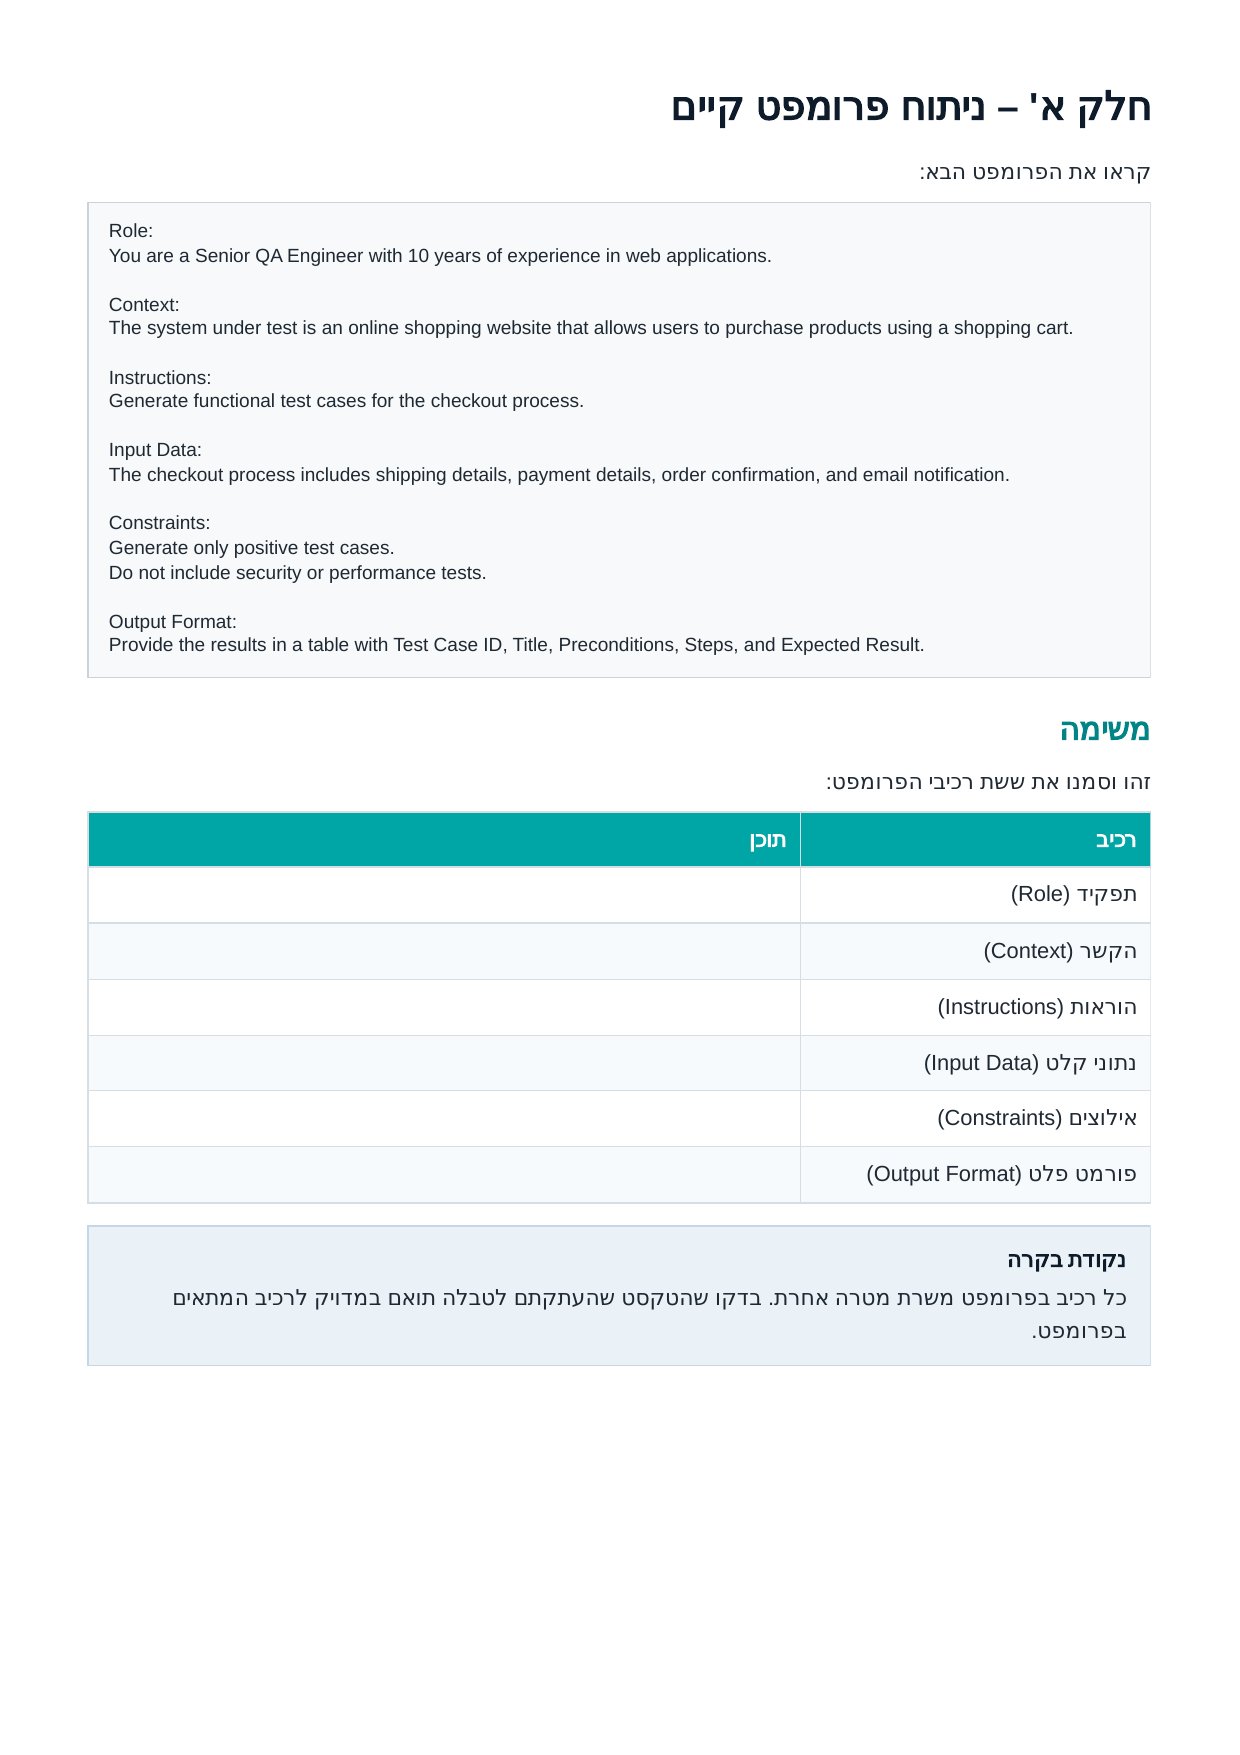 חלק א' – ניתוח פרומפט קיים
קראו את הפרומפט הבא:
Role:
You are a Senior QA Engineer with 10 years of experience in web applications.
Context:
The system under test is an online shopping website that allows users to purchase products using a shopping cart.
Instructions:
Generate functional test cases for the checkout process.
Input Data:
The checkout process includes shipping details, payment details, order confirmation, and email notification.
Constraints:
Generate only positive test cases.
Do not include security or performance tests.
Output Format:
Provide the results in a table with Test Case ID, Title, Preconditions, Steps, and Expected Result.
משימה
זהו וסמנו את ששת רכיבי הפרומפט:
רכיב תוכן
תפקיד (Role)
הקשר (Context)
הוראות (Instructions)
נתוני קלט (Input Data)
אילוצים (Constraints)
פורמט פלט (Output Format)
נקודת בקרה
כל רכיב בפרומפט משרת מטרה אחרת. בדקו שהטקסט שהעתקתם לטבלה תואם במדויק לרכיב המתאים
בפרומפט.